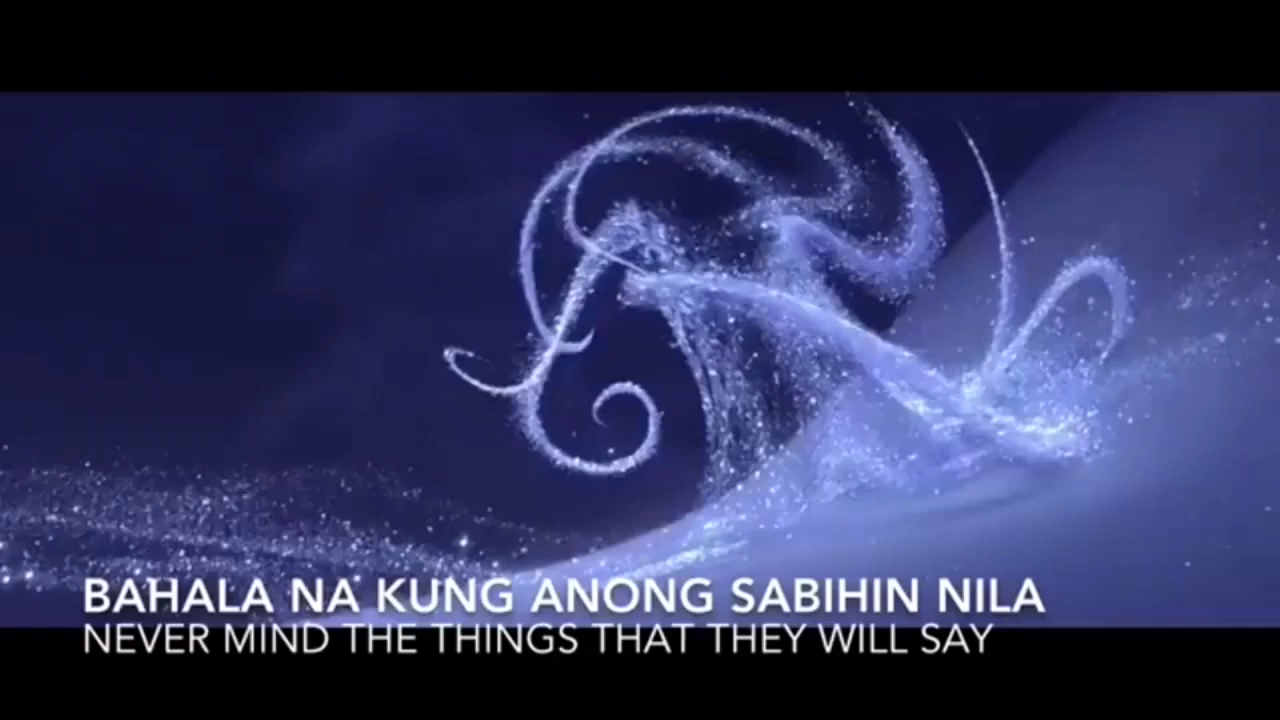 BAHALA NA KUNG ANONG SABIHIN NILA
NEVER MIND THE THINGS THAT THEY WILL SAY